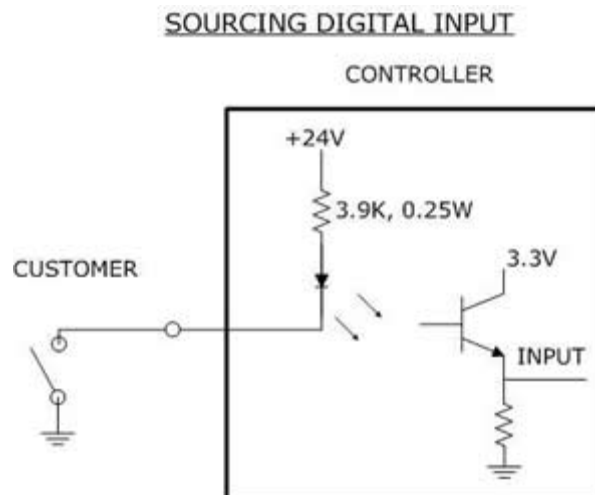 SOURCING DIGITAL INPUT
CONTROLLER
+24V
3.9K, 0.25W
CUSTOMER
3.3V
INPUT